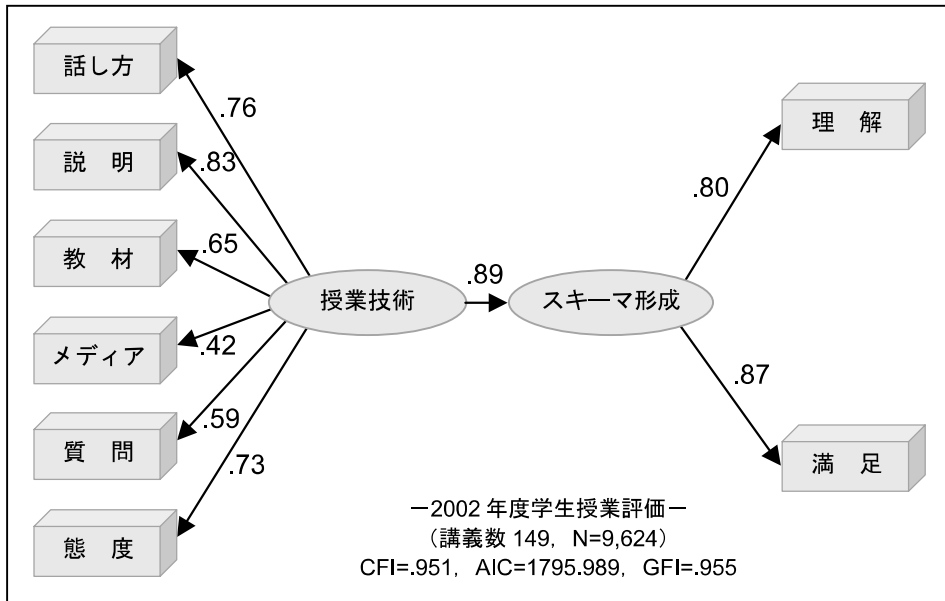 話し方
.76
説 明
.83
教 材
.65
メディア
.42
質 問
.59
態 度
.73
授業技術
.89
スキーマ形成
.80
理 解
.87
満 足
－2002 年度学生授業評価－
（講義数 149，N=9,624）
CFI=.951，AIC=1795.989，GFI=.955